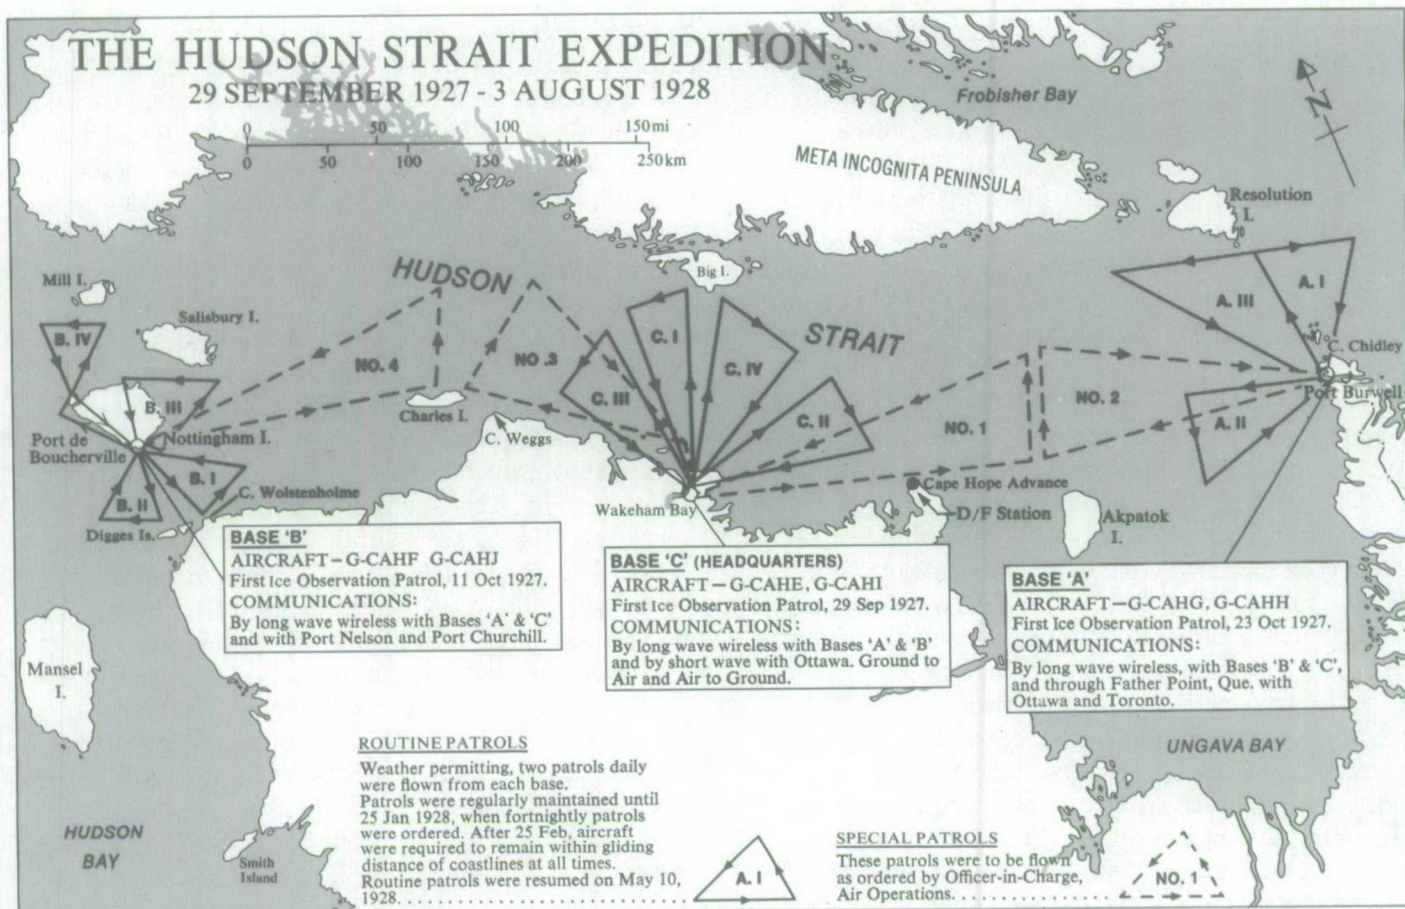 THE HUDSON STRAIT EXPEDITION
29 SEPTEMBER 1927 - 3 AUGUST 1928
0 50 100 150 mi
0 50 100 150 200 250 km
Frobisher Bay
N
META INCOGNITA PENINSULA
Resolution
I.
HUDSON
STRAIT
Big I.
Mill I.
Salisbury I.
B. IV
B. III
B. I
B. II
Port de
Boucherville
Nottingham I.
C. Wolstenholme
Digges Is.
NO. 4
NO .3
Charles I.
C. Weggs
C. I
C. IV
C. III
C. II
Wakeham Bay
NO. 1
NO. 2
A. III
A. I
A. II
C. Chidley
Port Burwell
Cape Hope Advance
D/F Station
Akpatok
I.
BASE 'B'
AIRCRAFT – G-CAHF G-CAHJ
First Ice Observation Patrol, 11 Oct 1927.
COMMUNICATIONS:
By long wave wireless with Bases 'A' & 'C'
and with Port Nelson and Port Churchill.
BASE 'C' (HEADQUARTERS)
AIRCRAFT – G-CAHE, G-CAHI
First Ice Observation Patrol, 29 Sep 1927.
COMMUNICATIONS:
By long wave wireless with Bases 'A' & 'B'
and by short wave with Ottawa. Ground to
Air and Air to Ground.
BASE 'A'
AIRCRAFT – G-CAHG, G-CAHH
First Ice Observation Patrol, 23 Oct 1927.
COMMUNICATIONS:
By long wave wireless, with Bases 'B' & 'C',
and through Father Point, Que. with
Ottawa and Toronto.
Mansel
I.
UNGAVA BAY
HUDSON
BAY
Smith
Island
ROUTINE PATROLS
Weather permitting, two patrols daily
were flown from each base.
Patrols were regularly maintained until
25 Jan 1928, when fortnightly patrols
were ordered. After 25 Feb, aircraft
were required to remain within gliding
distance of coastlines at all times.
Routine patrols were resumed on May 10,
1928. . . . . . . . . . . . . . . . . . . . . . . . . . . . .
A. I
SPECIAL PATROLS
These patrols were to be flown
as ordered by Officer-in-Charge,
Air Operations. . . . . . . . . . . .
NO. 1